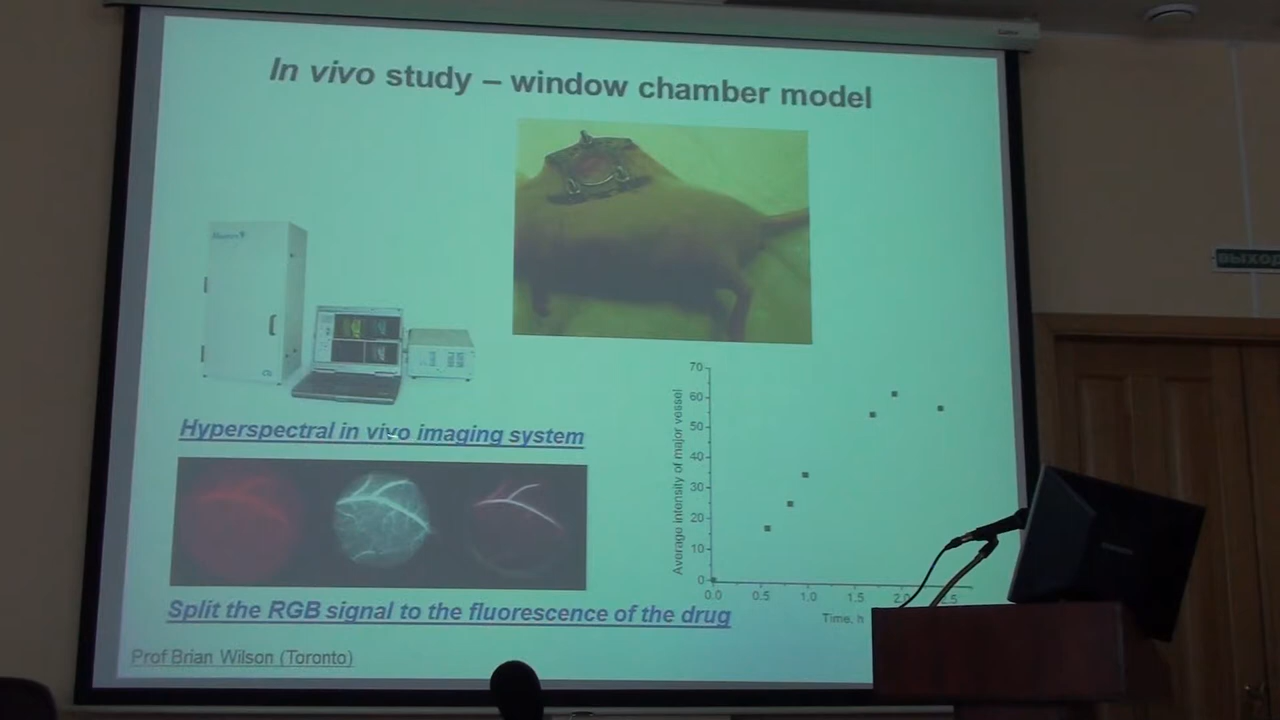 In vivo study – window chamber model
Hyperspectral in vivo imaging system
Split the RGB signal to the fluorescence of the drug
Prof Brian Wilson (Toronto)
Average intensity of major vessel
70
60
50
40
30
20
10
0
0.0 0.5 1.0 1.5 2.0 2.5
Time, h
ВЫХОД